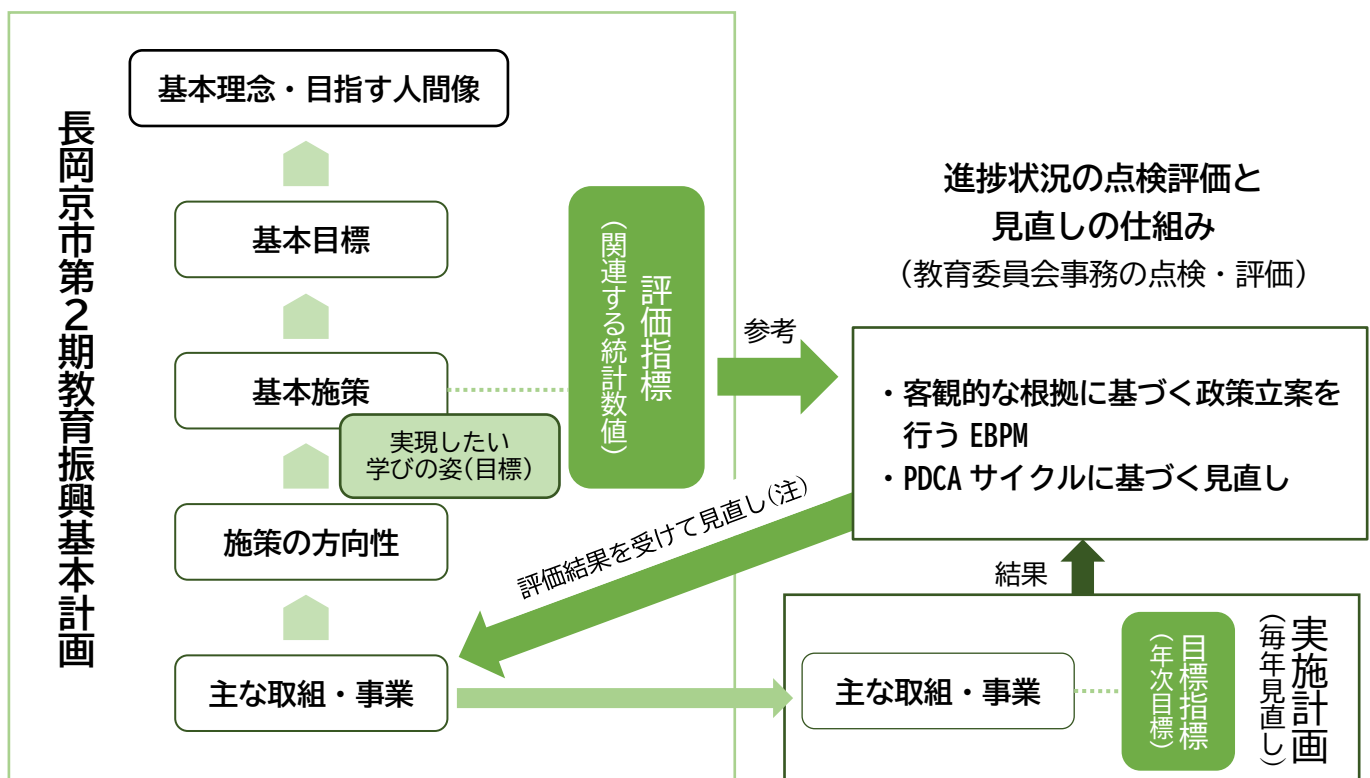 長岡京市第２期教育振興基本計画
基本理念・目指す人間像
基本目標
基本施策
実現したい
学びの姿(目標)
施策の方向性
主な取組・事業
評価指標
（関連する統計数値）
参考
進捗状況の点検評価と
見直しの仕組み
（教育委員会事務の点検・評価）
・客観的な根拠に基づく政策立案を
行う EBPM
・PDCA サイクルに基づく見直し
評価結果を受けて見直し(注)
結果
主な取組・事業
目標指標
（年次目標）
実施計画
（毎年見直し）